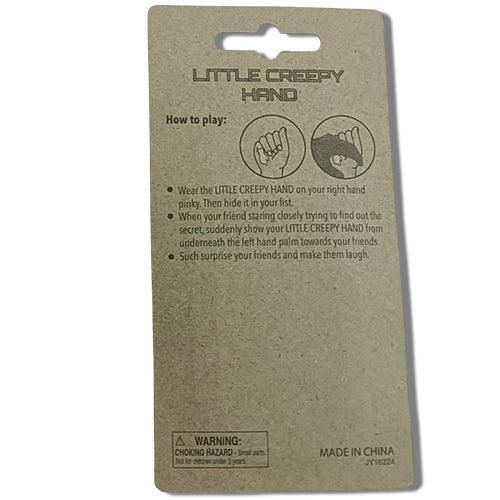 LITTLE CREEPY
HAND
How to play:
• Wear the LITTLE CREEPY HAND on your right hand
pinky. Then hide it in your fist.
• When your friend staring closely trying to find out the
secret, suddenly show your LITTLE CREEPY HAND from
underneath the left hand palm towards your friends.
• Such surprise your friends and make them laugh.
WARNING:
CHOKING HAZARD - Small parts.
Not for children under 3 years.
MADE IN CHINA
JY16224